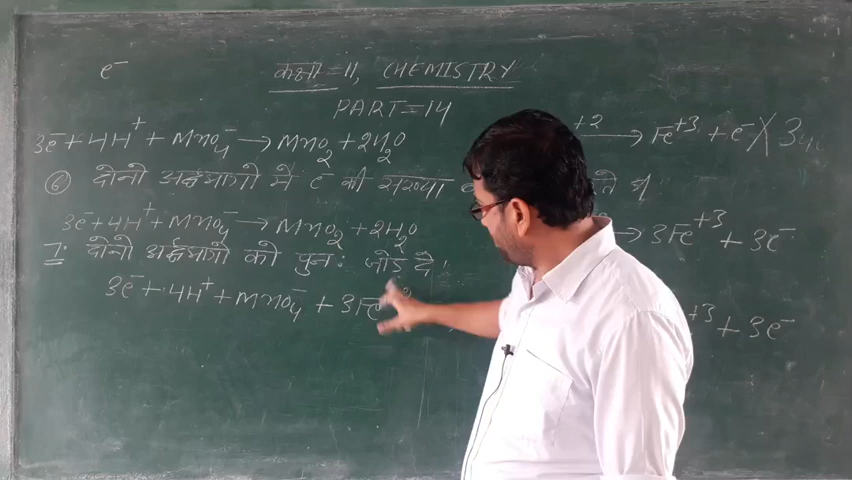 e⁻
कक्षा = 11, CHEMISTRY
PART = 14
3e⁻ + 4H⁺ + MnO₄⁻ → MnO₂ + 2H₂O
+2 → Fe⁺³ + e⁻ X 3
⑥ दोनो अर्द्धभागो मे e⁻ की
3e⁻ + 4H⁺ + MnO₄⁻ → MnO₂ + 2H₂O
→ 3Fe⁺³ + 3e⁻
7: दोनो अर्द्धभागो को पुनः जोड़ दे।
3e⁻ + 4H⁺ + MnO₄⁻ + 3Fe
+3 + 3e⁻